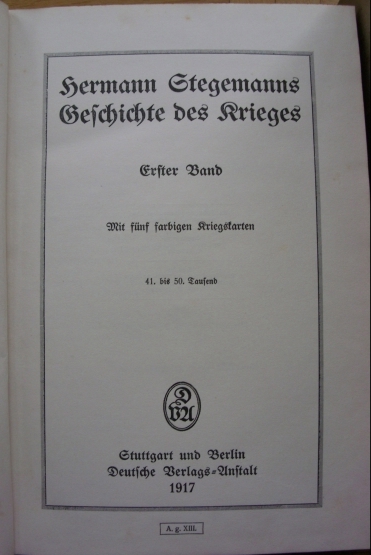 Hermann Stegemanns
Geschichte des Krieges
Erster Band
Mit fünf farbigen Kriegskarten
41. bis 50. Tausend
D
VA
Stuttgart und Berlin
Deutsche Verlags-Anstalt
1917
A. g. XIII.